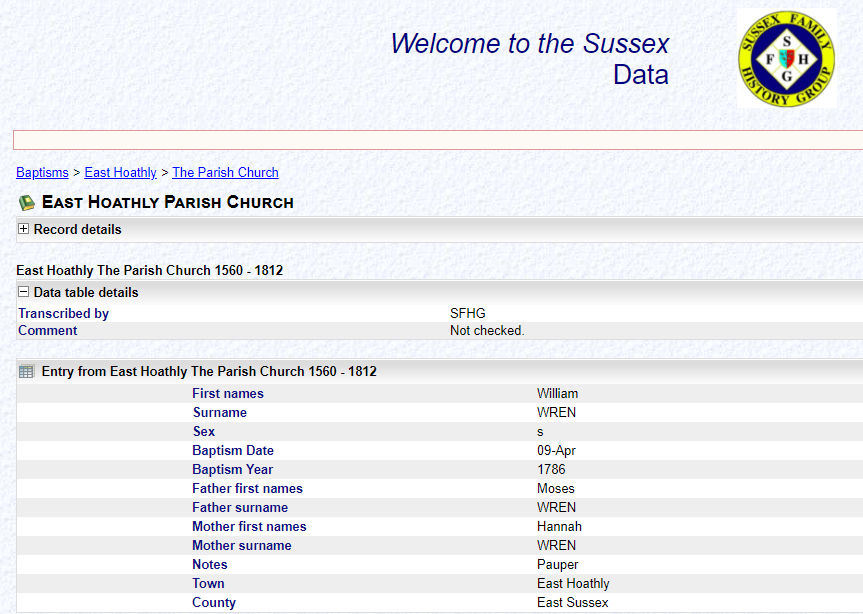 Welcome to the Sussex
Data
SUSSEX FAMILY HISTORY GROUP
S
F H
G
Baptisms > East Hoathly > The Parish Church
EAST HOATHLY PARISH CHURCH
Record details
East Hoathly The Parish Church 1560 - 1812
Data table details
Transcribed by SFHG
Comment Not checked.
Entry from East Hoathly The Parish Church 1560 - 1812
First names William
Surname WREN
Sex s
Baptism Date 09-Apr
Baptism Year 1786
Father first names Moses
Father surname WREN
Mother first names Hannah
Mother surname WREN
Notes Pauper
Town East Hoathly
County East Sussex